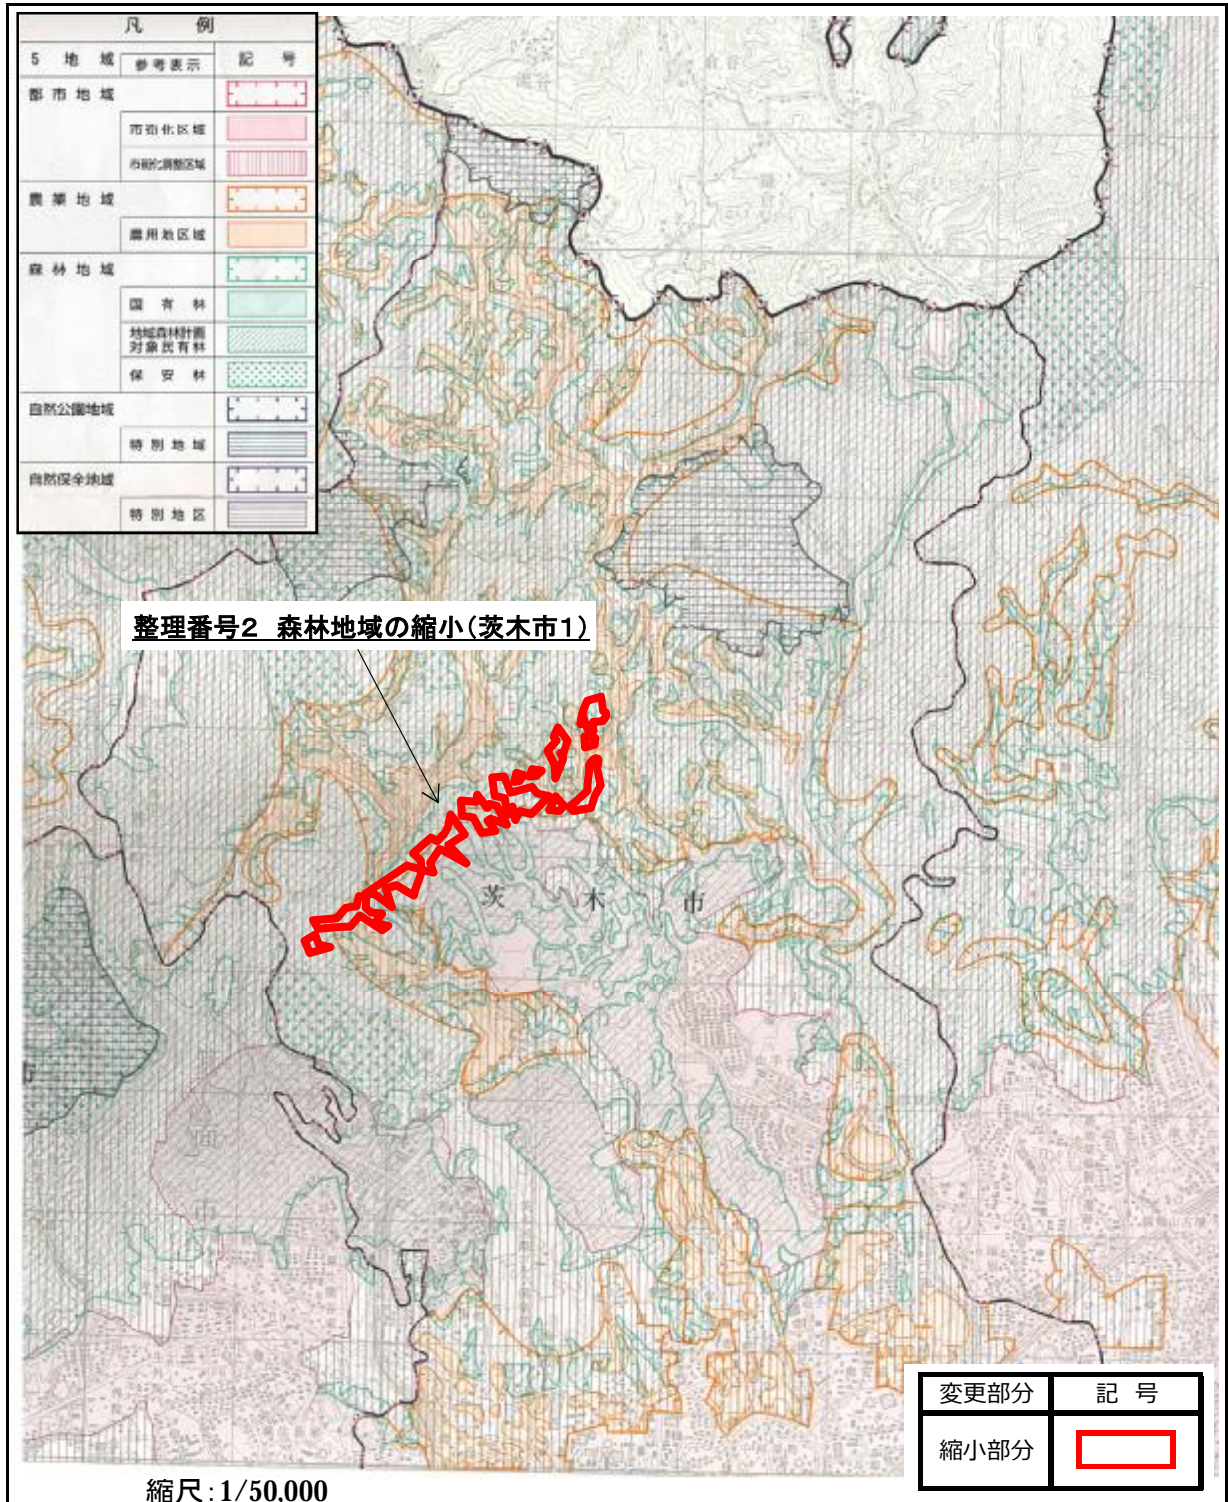 凡 例
5 地 域 参考表示 記 号
都 市 地 域
市街化区域
市街化調整区域
農 業 地 域
農用地区域
森 林 地 域
国 有 林
地域森林計画
対象民有林
保 安 林
自然公園地域
特 別 地 域
自然保全地域
特 別 地 区
整理番号2 森林地域の縮小(茨木市1)
茨 木 市
変更部分 記 号
縮小部分
縮尺:1/50,000